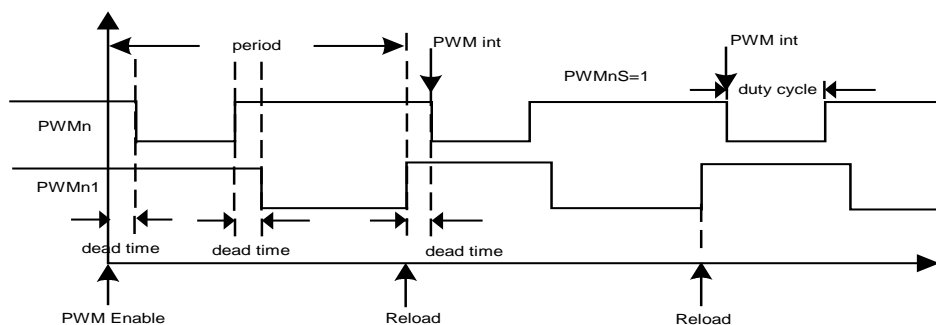 period
PWM int
PWM int
PWMnS=1
duty cycle
PWMn
PWMn1
dead time
dead time
dead time
PWM Enable
Reload
Reload